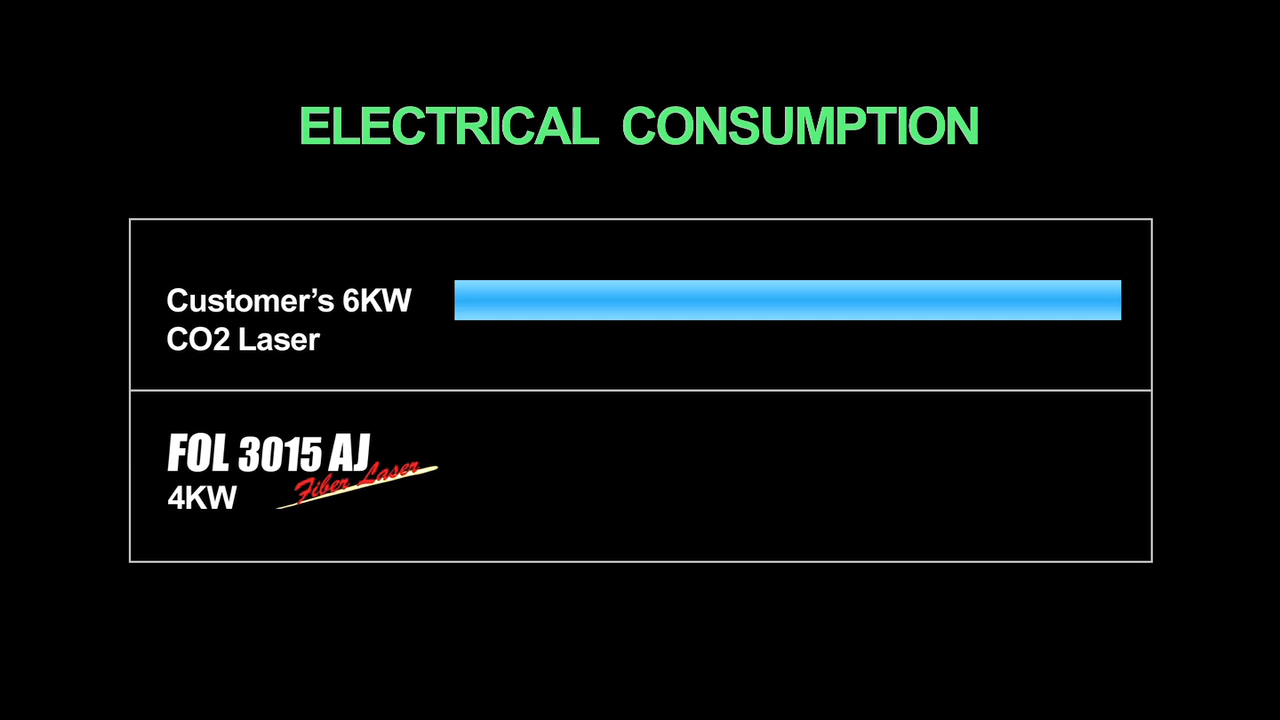 ELECTRICAL CONSUMPTION
Customer’s 6KW
CO2 Laser
FOL 3015 AJ
Fiber Laser
4KW